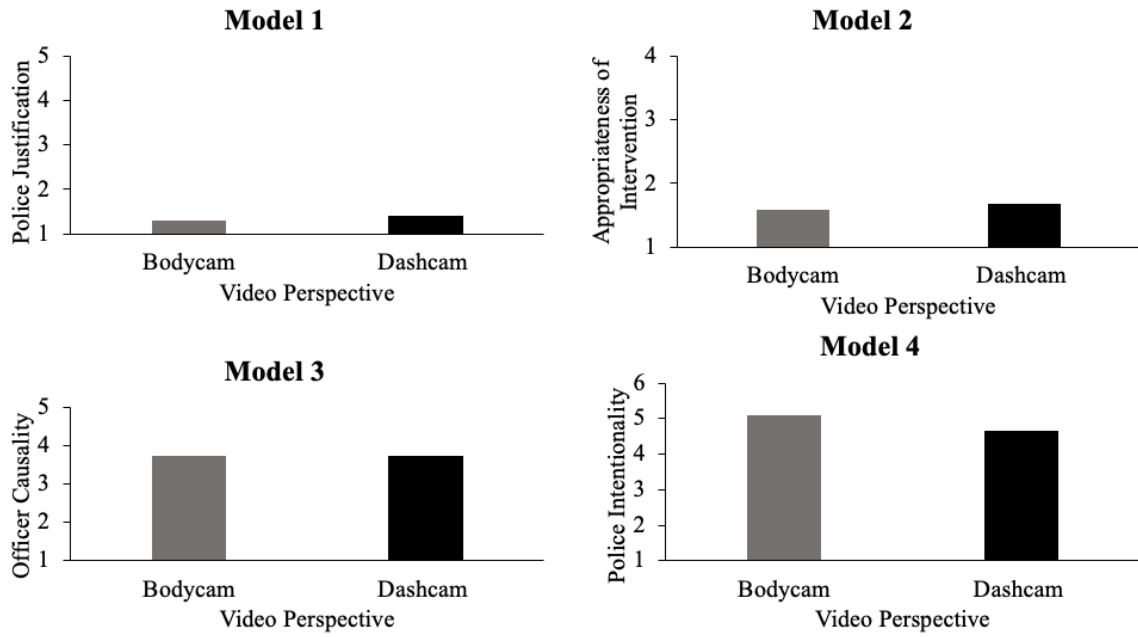 Model 1
Police Justification
5
4
3
2
1
Bodycam Dashcam
Video Perspective
Model 2
Appropriateness of
Intervention
4
3
2
1
Bodycam Dashcam
Video Perspective
Model 3
Officer Causality
5
4
3
2
1
Bodycam Dashcam
Video Perspective
Model 4
Police Intentionality
6
5
4
3
2
1
Bodycam Dashcam
Video Perspective